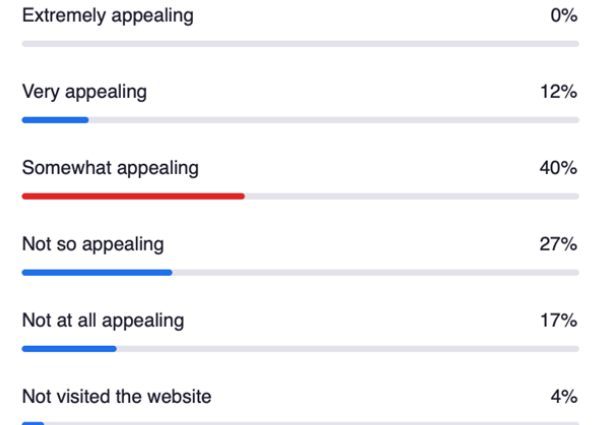 Extremely appealing 0%
Very appealing 12%
Somewhat appealing 40%
Not so appealing 27%
Not at all appealing 17%
Not visited the website 4%